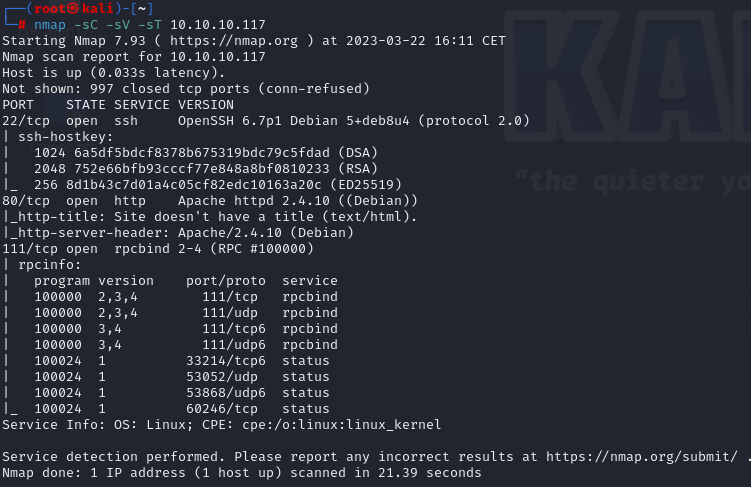 ┌──(root㉿kali)-[~]
└─# nmap -sC -sV -sT 10.10.10.117
Starting Nmap 7.93 ( https://nmap.org ) at 2023-03-22 16:11 CET
Nmap scan report for 10.10.10.117
Host is up (0.033s latency).
Not shown: 997 closed tcp ports (conn-refused)
PORT    STATE SERVICE VERSION
22/tcp  open  ssh     OpenSSH 6.7p1 Debian 5+deb8u4 (protocol 2.0)
| ssh-hostkey:
|   1024 6a5df5bdcf8378b675319bdc79c5fdad (DSA)
|   2048 752e66bfb93cccf77e848a8bf0810233 (RSA)
|_  256 8d1b43c7d01a4c05cf82edc10163a20c (ED25519)
80/tcp  open  http    Apache httpd 2.4.10 ((Debian))
|_http-title: Site doesn't have a title (text/html).
|_http-server-header: Apache/2.4.10 (Debian)
111/tcp open  rpcbind 2-4 (RPC #100000)
| rpcinfo:
|   program version    port/proto  service
|   100000  2,3,4        111/tcp   rpcbind
|   100000  2,3,4        111/udp   rpcbind
|   100000  3,4          111/tcp6  rpcbind
|   100000  3,4          111/udp6  rpcbind
|   100024  1          33214/tcp6  status
|   100024  1          53052/udp   status
|   100024  1          53868/udp6  status
|_  100024  1          60246/tcp   status
Service Info: OS: Linux; CPE: cpe:/o:linux:linux_kernel
Service detection performed. Please report any incorrect results at https://nmap.org/submit/ .
Nmap done: 1 IP address (1 host up) scanned in 21.39 seconds
KA
"the quieter yo